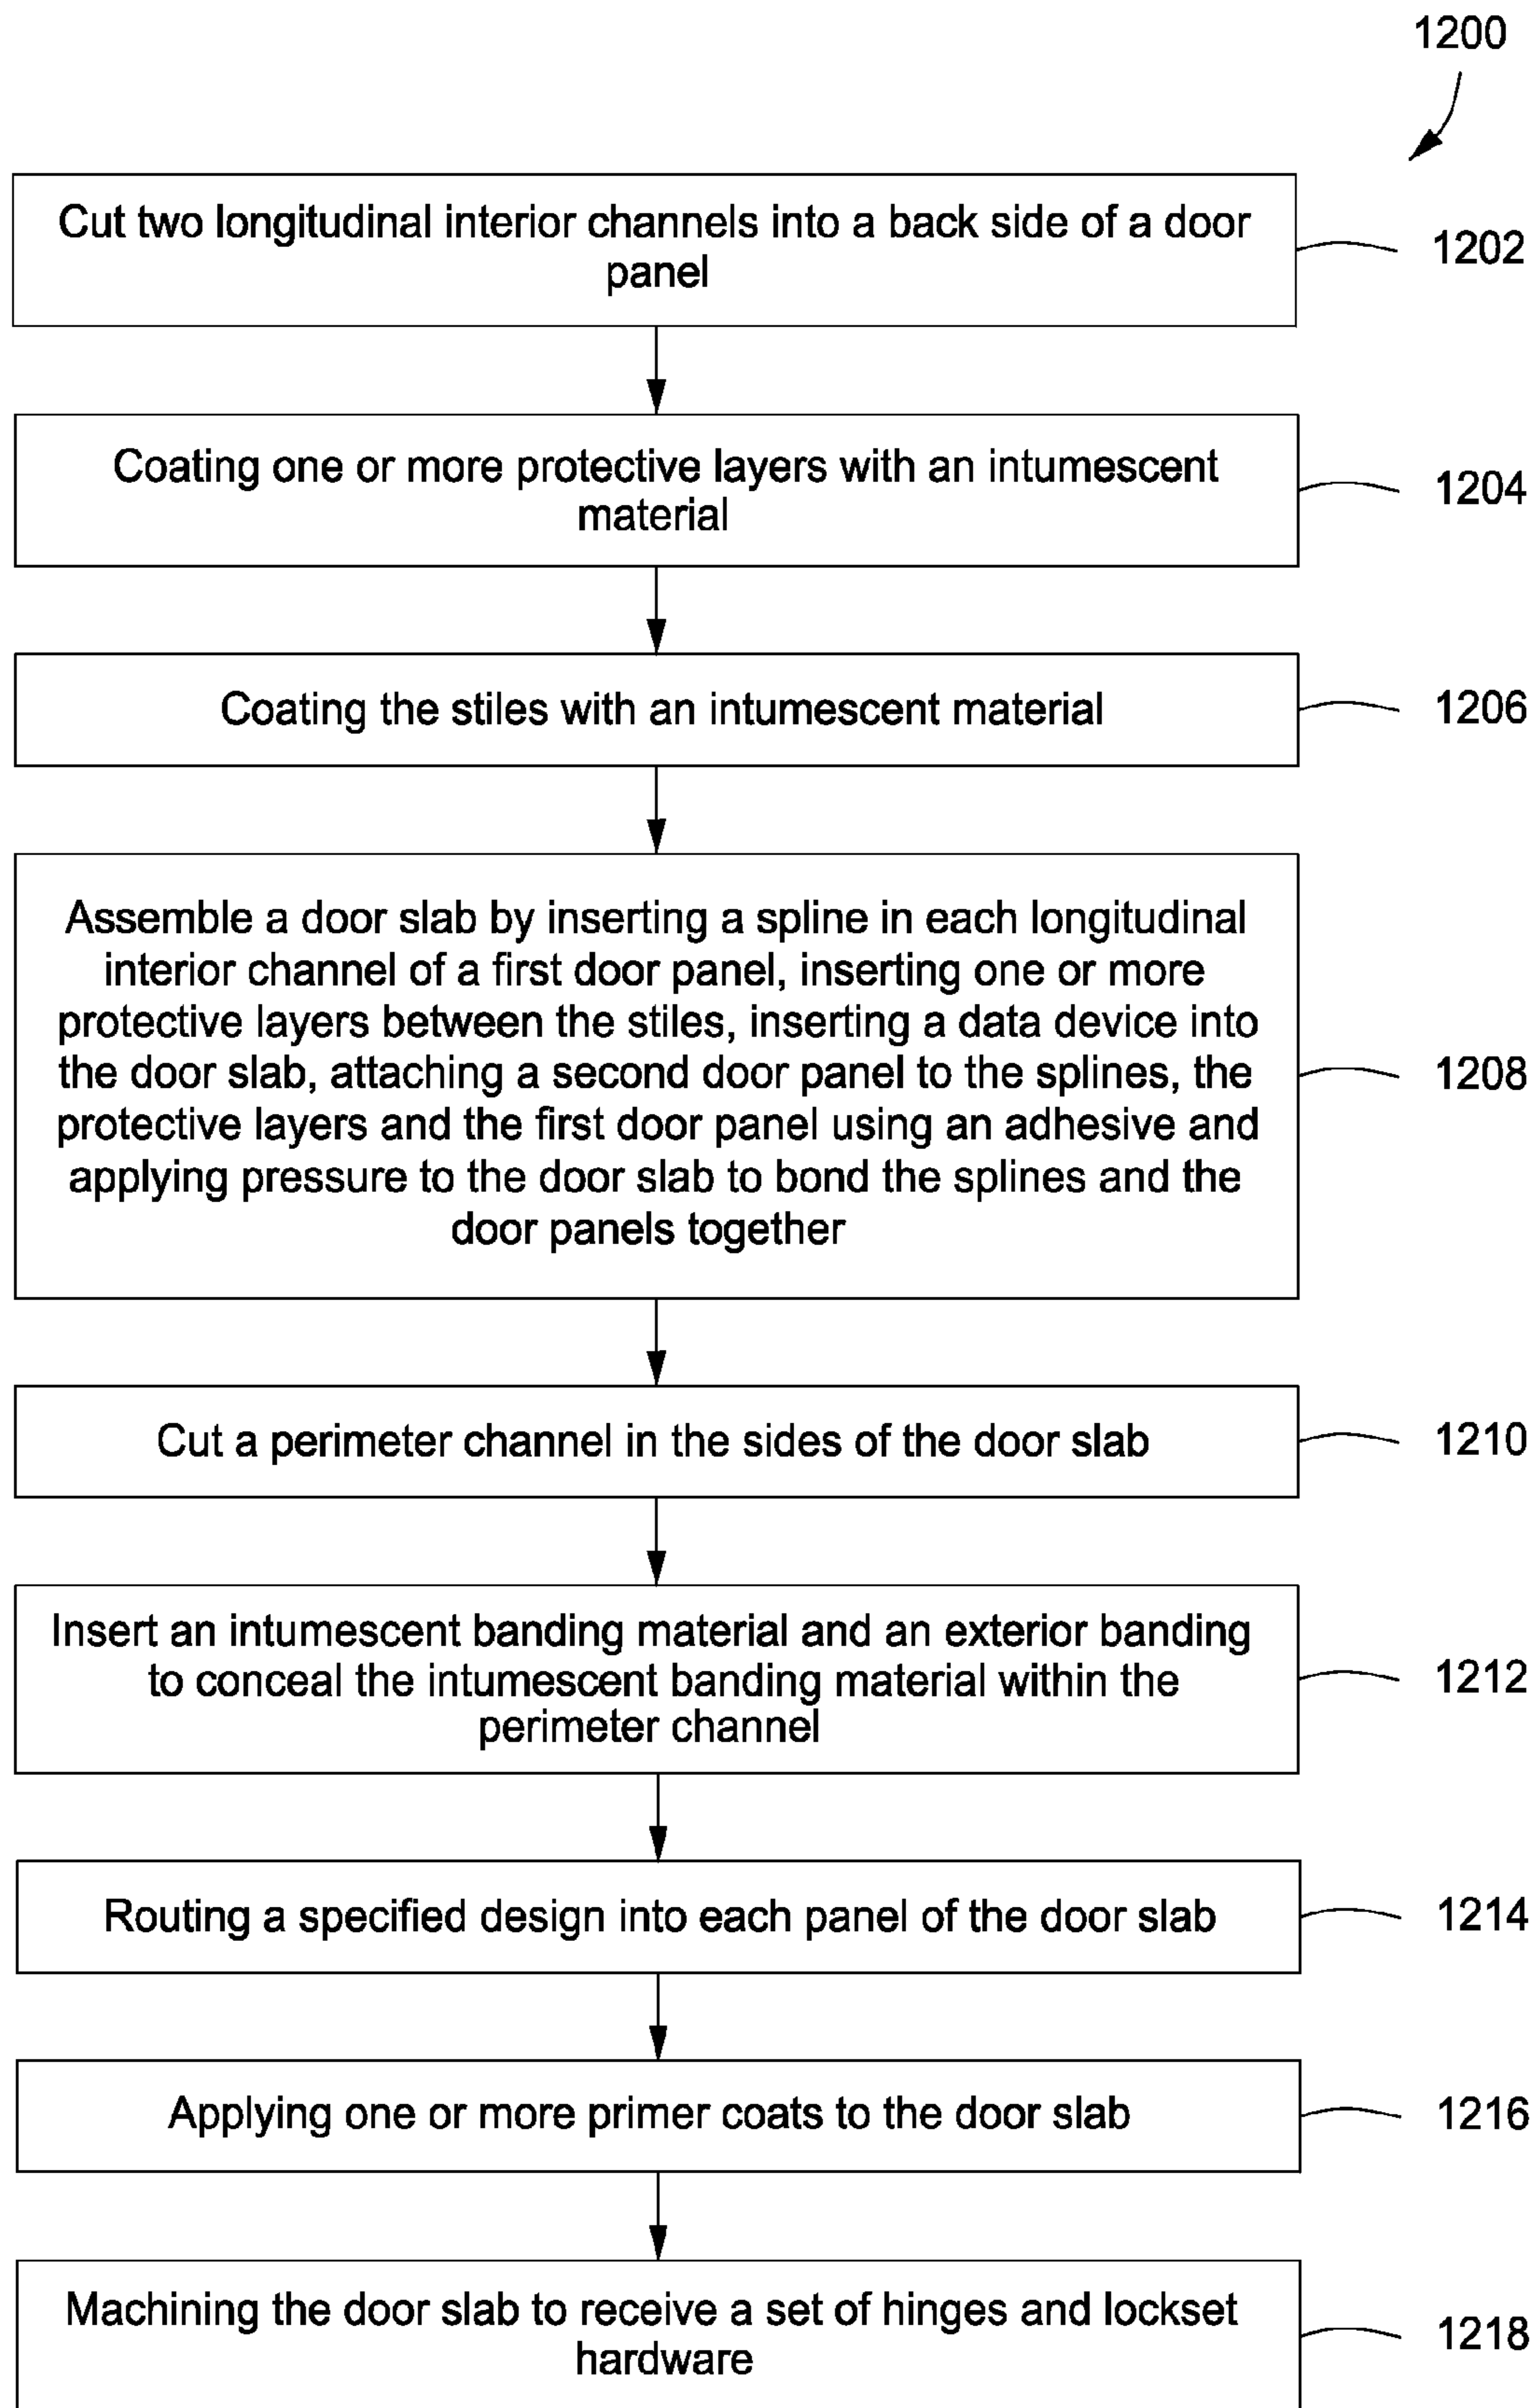 1200
Cut two longitudinal interior channels into a back side of a door
panel
1202
Coating one or more protective layers with an intumescent
material
1204
Coating the stiles with an intumescent material
1206
Assemble a door slab by inserting a spline in each longitudinal
interior channel of a first door panel, inserting one or more
protective layers between the stiles, inserting a data device into
the door slab, attaching a second door panel to the splines, the
protective layers and the first door panel using an adhesive and
applying pressure to the door slab to bond the splines and the
door panels together
1208
Cut a perimeter channel in the sides of the door slab
1210
Insert an intumescent banding material and an exterior banding
to conceal the intumescent banding material within the
perimeter channel
1212
Routing a specified design into each panel of the door slab
1214
Applying one or more primer coats to the door slab
1216
Machining the door slab to receive a set of hinges and lockset
hardware
1218